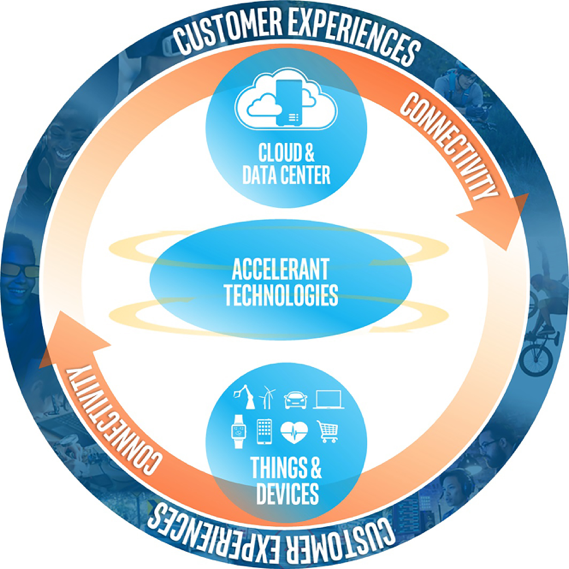 CUSTOMER EXPERIENCES
CONNECTIVITY
CLOUD &
DATA CENTER
ACCELERANT
TECHNOLOGIES
THINGS &
DEVICES
CONNECTIVITY
CUSTOMER EXPERIENCES